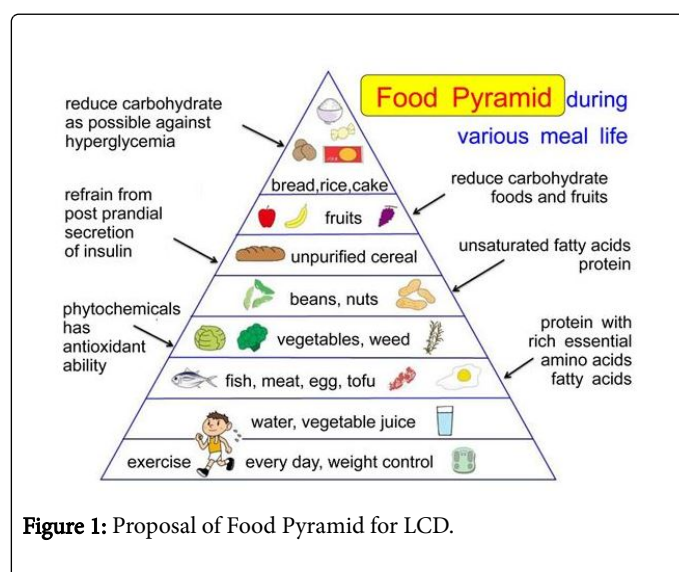 Food Pyramid during
various meal life
reduce carbohydrate
as possible against
hyperglycemia
bread,rice,cake
reduce carbohydrate
foods and fruits
refrain from
post prandial
secretion
of insulin
fruits
unpurified cereal
unsaturated fatty acids
protein
beans, nuts
phytochemicals
has
antioxidant
ability
vegetables, weed
protein with
rich essential
amino acids
fatty acids
fish, meat, egg, tofu
water, vegetable juice
exercise every day, weight control
Figure 1: Proposal of Food Pyramid for LCD.